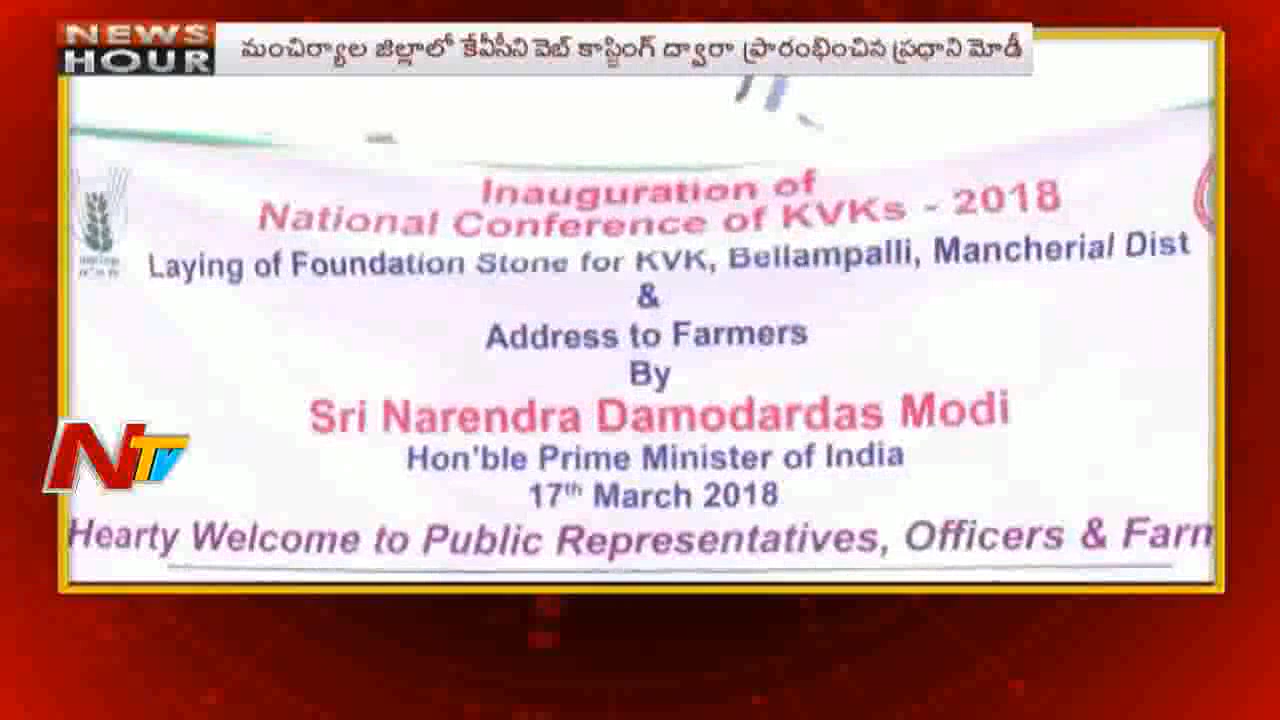 NEWS
HOUR
మంచిర్యాల జిల్లాలో కేవీసీని వెబ్ కాస్టింగ్ ద్వారా ప్రారంభించిన ప్రధాని మోడీ
Inauguration of
National Conference of KVKs - 2018
Laying of Foundation Stone for KVK, Bellampalli, Mancherial Dist
&
Address to Farmers
By
Sri Narendra Damodardas Modi
Hon'ble Prime Minister of India
17th March 2018
NTV
Hearty Welcome to Public Representatives, Officers & Farm